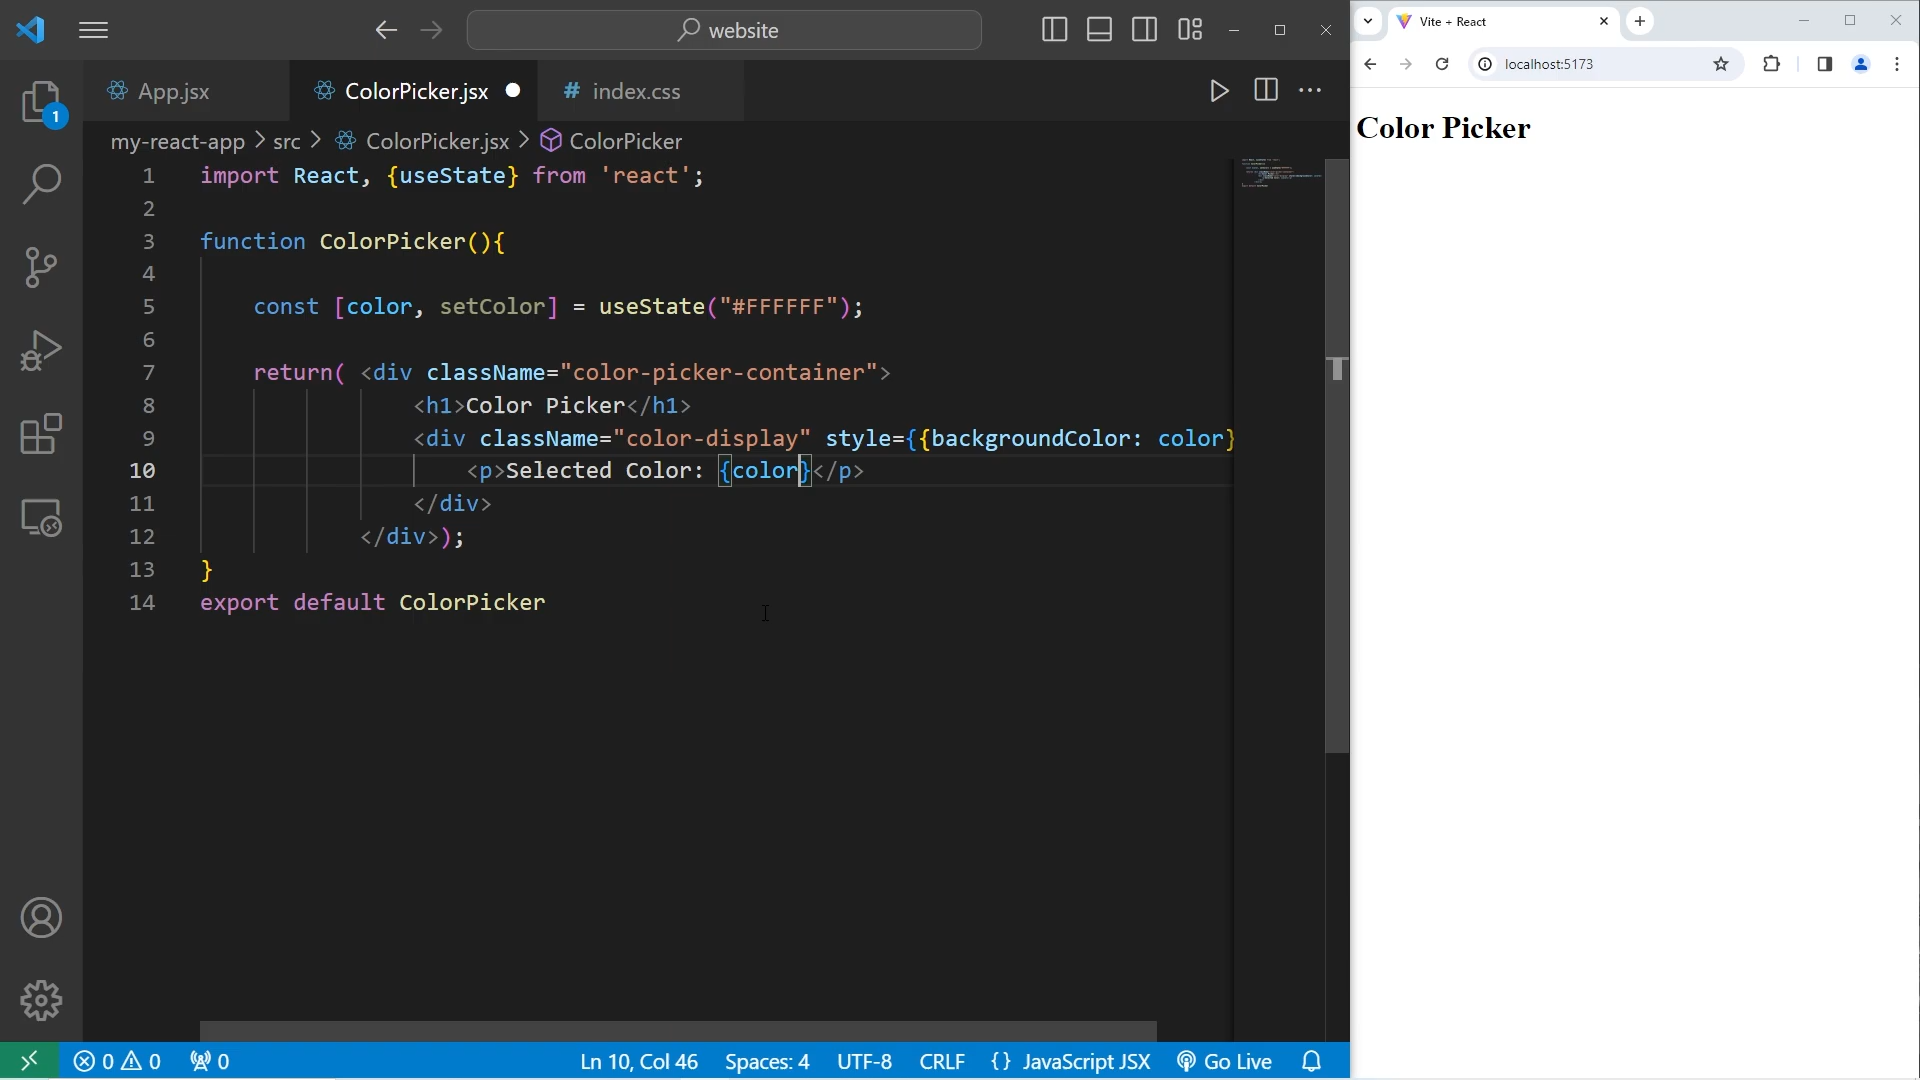 website
App.jsx
ColorPicker.jsx
# index.css
1
my-react-app > src > ColorPicker.jsx > ColorPicker
1 import React, {useState} from 'react';
2
3 function ColorPicker(){
4
5 const [color, setColor] = useState("#FFFFFF");
6
7 return( <div className="color-picker-container">
8 <h1>Color Picker</h1>
9 <div className="color-display" style={{backgroundColor: color}
10 <p>Selected Color: {color}</p>
11 </div>
12 </div>);
13 }
14 export default ColorPicker
0 0 0 Ln 10, Col 46 Spaces: 4 UTF-8 CRLF {} JavaScript JSX Go Live
Vite + React
localhost:5173
Color Picker